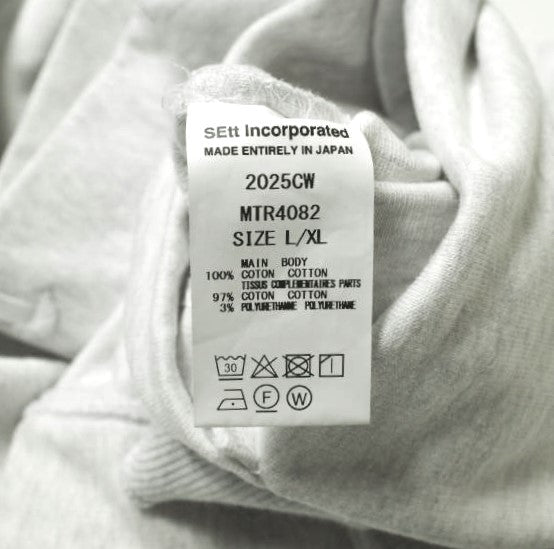 SEtt Incorporated
MADE ENTIRELY IN JAPAN
2025CW
MTR4082
SIZE L/XL
MAIN BODY
100% COTON COTTON
TISSUS COMPLEMENTAIRES PARTS
97% COTON COTTON
3% POLYURETHANNE POLYURETHANE
30
F
W